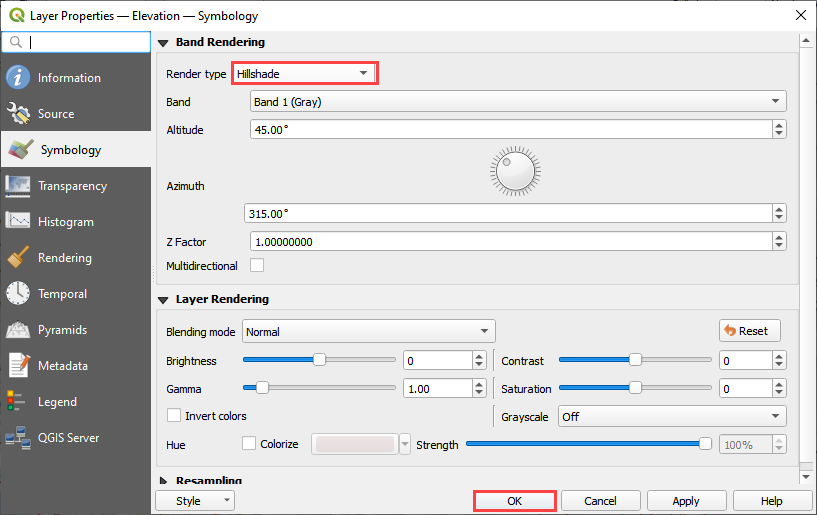 Layer Properties — Elevation — Symbology
Information
Source
Symbology
Transparency
Histogram
Rendering
Temporal
Pyramids
Metadata
Legend
QGIS Server
Band Rendering
Render type Hillshade
Band Band 1 (Gray)
Altitude 45.00°
Azimuth
315.00°
Z Factor 1.00000000
Multidirectional
Layer Rendering
Blending mode Normal Reset
Brightness 0 Contrast 0
Gamma 1.00 Saturation 0
Invert colors Grayscale Off
Hue Colorize Strength 100%
Resampling
Style OK Cancel Apply Help